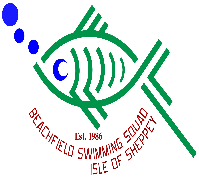 Est. 1986
BEACHFIELD SWIMMING SQUAD
ISLE OF SHEPPEY